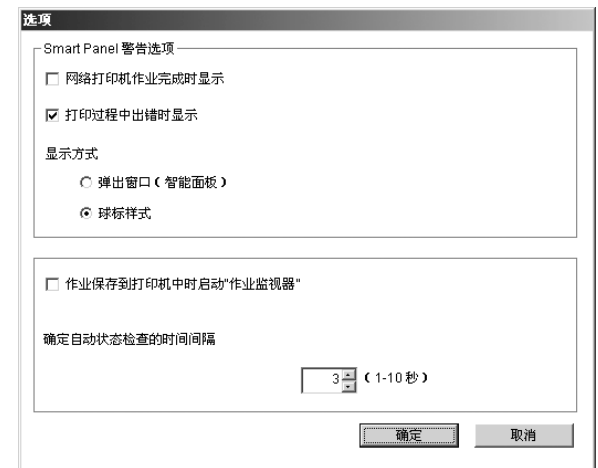 选项
Smart Panel 警告选项
网络打印机作业完成时显示
打印过程中出错时显示
显示方式
弹出窗口（智能面板）
球标样式
作业保存到打印机中时启动"作业监视器"
确定自动状态检查的时间间隔
3 （1-10 秒）
确定 取消